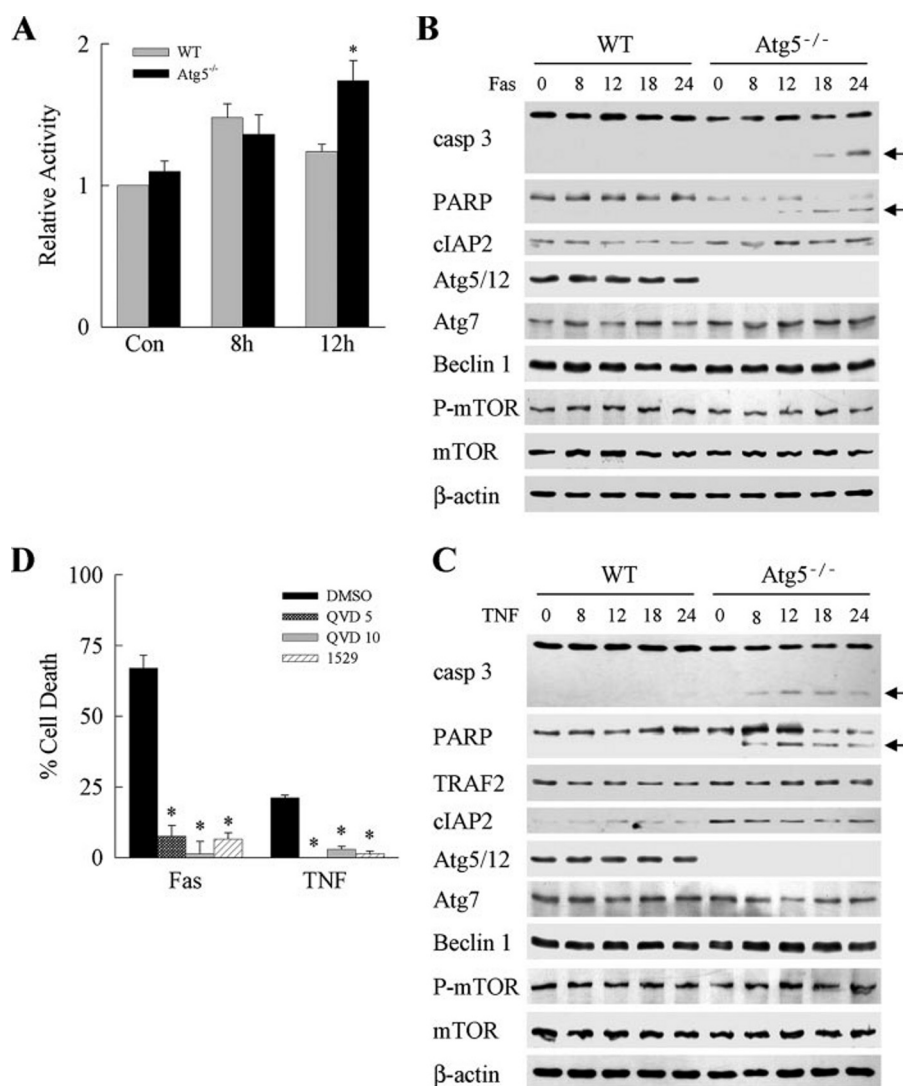 A
2
1
0
Relative Activity
WT
Atg5-/-
*
Con 8h 12h
B
WT Atg5-/-
Fas 0 8 12 18 24 0 8 12 18 24
casp 3
PARP
cIAP2
Atg5/12
Atg7
Beclin 1
P-mTOR
mTOR
β-actin
D
100
75
50
25
0
% Cell Death
DMSO
QVD 5
QVD 10
1529
* * * * * *
Fas TNF
C
WT Atg5-/-
TNF 0 8 12 18 24 0 8 12 18 24
casp 3
PARP
TRAF2
cIAP2
Atg5/12
Atg7
Beclin 1
P-mTOR
mTOR
β-actin